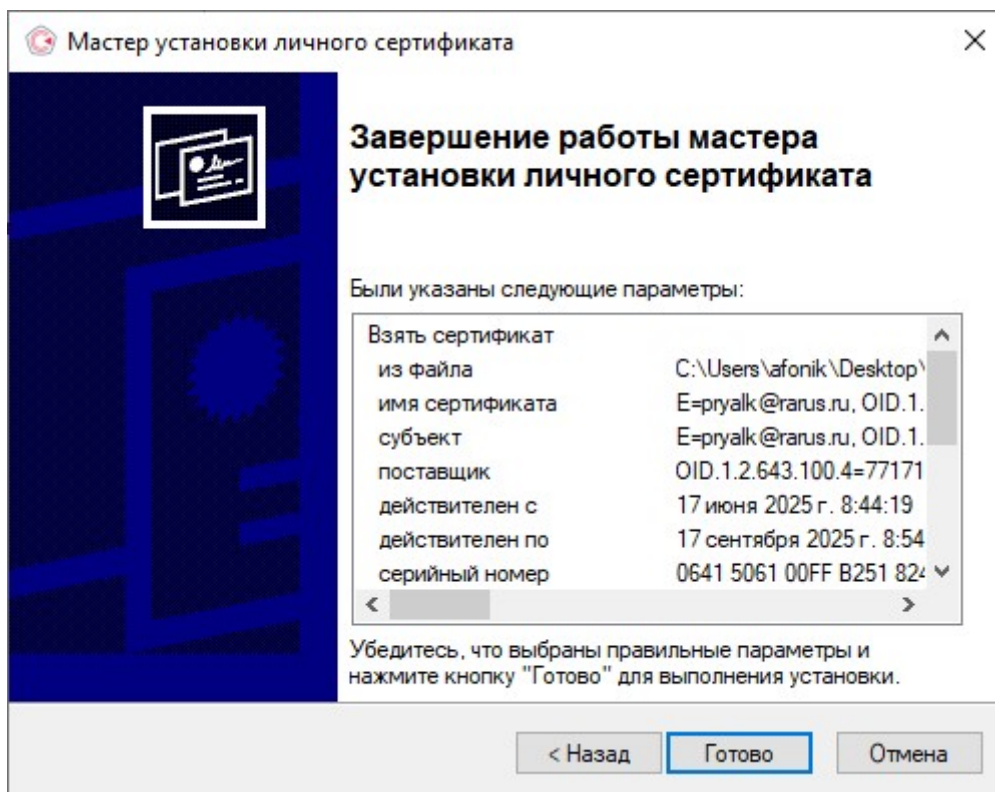 Мастер установки личного сертификата
Завершение работы мастера
установки личного сертификата
Были указаны следующие параметры:
Взять сертификат
из файла C:\Users\afonik\Desktop\
имя сертификата E=pryalk@rarus.ru, OID.1.
субъект E=pryalk@rarus.ru, OID.1.
поставщик OID.1.2.643.100.4=77171
действителен с 17 июня 2025 г. 8:44:19
действителен по 17 сентября 2025 г. 8:54
серийный номер 0641 5061 00FF B251 824
Убедитесь, что выбраны правильные параметры и
нажмите кнопку "Готово" для выполнения установки.
< Назад Готово Отмена